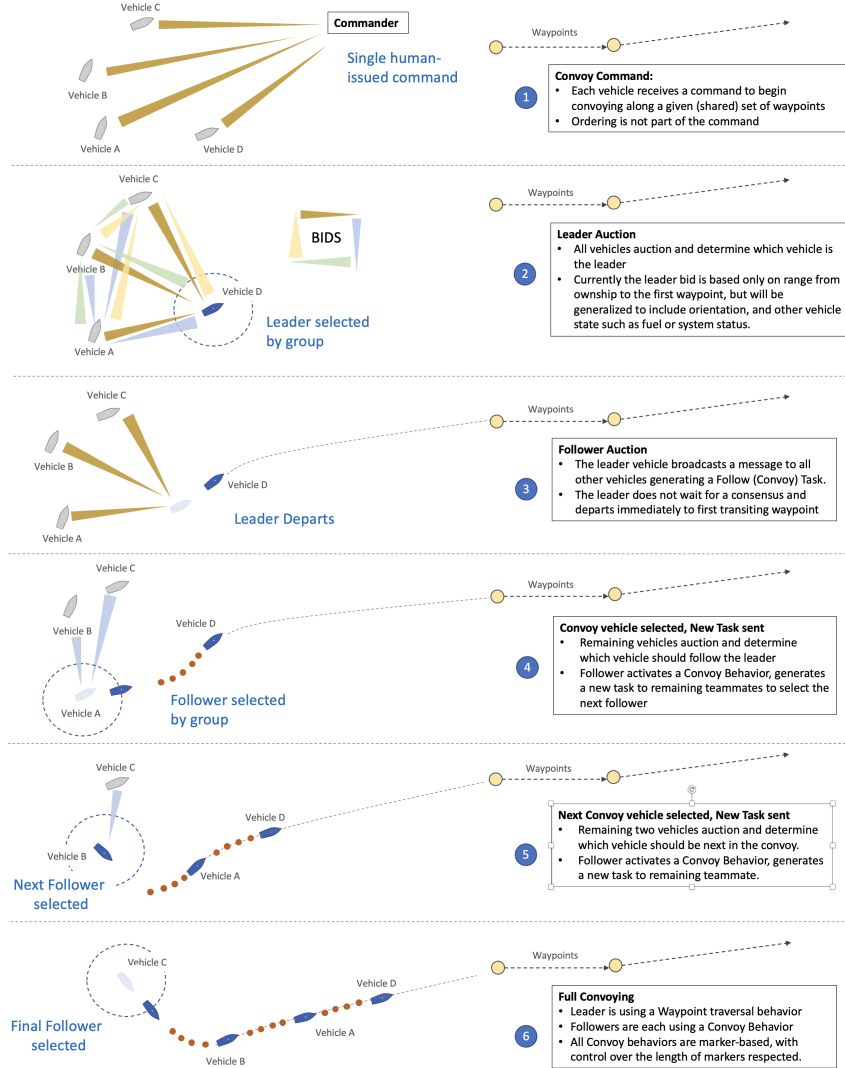 Vehicle C
Commander
Waypoints
Single human-
issued command
Vehicle B
Vehicle A
Vehicle D
1
Convoy Command:
• Each vehicle receives a command to begin
convoying along a given (shared) set of waypoints
• Ordering is not part of the command
Vehicle C
Waypoints
BIDS
Vehicle B
Vehicle D
Leader selected
by group
Vehicle A
2
Leader Auction
• All vehicles auction and determine which vehicle is
the leader
• Currently the leader bid is based only on range from
ownship to the first waypoint, but will be
generalized to include orientation, and other vehicle
state such as fuel or system status.
Vehicle C
Waypoints
Vehicle B
Vehicle D
Leader Departs
Vehicle A
3
Follower Auction
• The leader vehicle broadcasts a message to all
other vehicles generating a Follow (Convoy) Task.
• The leader does not wait for a consensus and
departs immediately to first transiting waypoint
Vehicle C
Waypoints
Vehicle B
Vehicle D
Follower selected
by group
Vehicle A
4
Convoy vehicle selected, New Task sent
• Remaining vehicles auction and determine
which vehicle should follow the leader
• Follower activates a Convoy Behavior, generates
a new task to remaining teammates to select the
next follower
Vehicle C
Waypoints
Vehicle D
Vehicle B
Vehicle A
Next Follower
selected
5
Next Convoy vehicle selected, New Task sent
• Remaining two vehicles auction and determine
which vehicle should be next in the convoy.
• Follower activates a Convoy Behavior, generates
a new task to remaining teammate.
Vehicle C
Waypoints
Vehicle D
Final Follower
selected
Vehicle A
Vehicle B
6
Full Convoying
• Leader is using a Waypoint traversal behavior
• Followers are each using a Convoy Behavior
• All Convoy behaviors are marker-based, with
control over the length of markers respected.